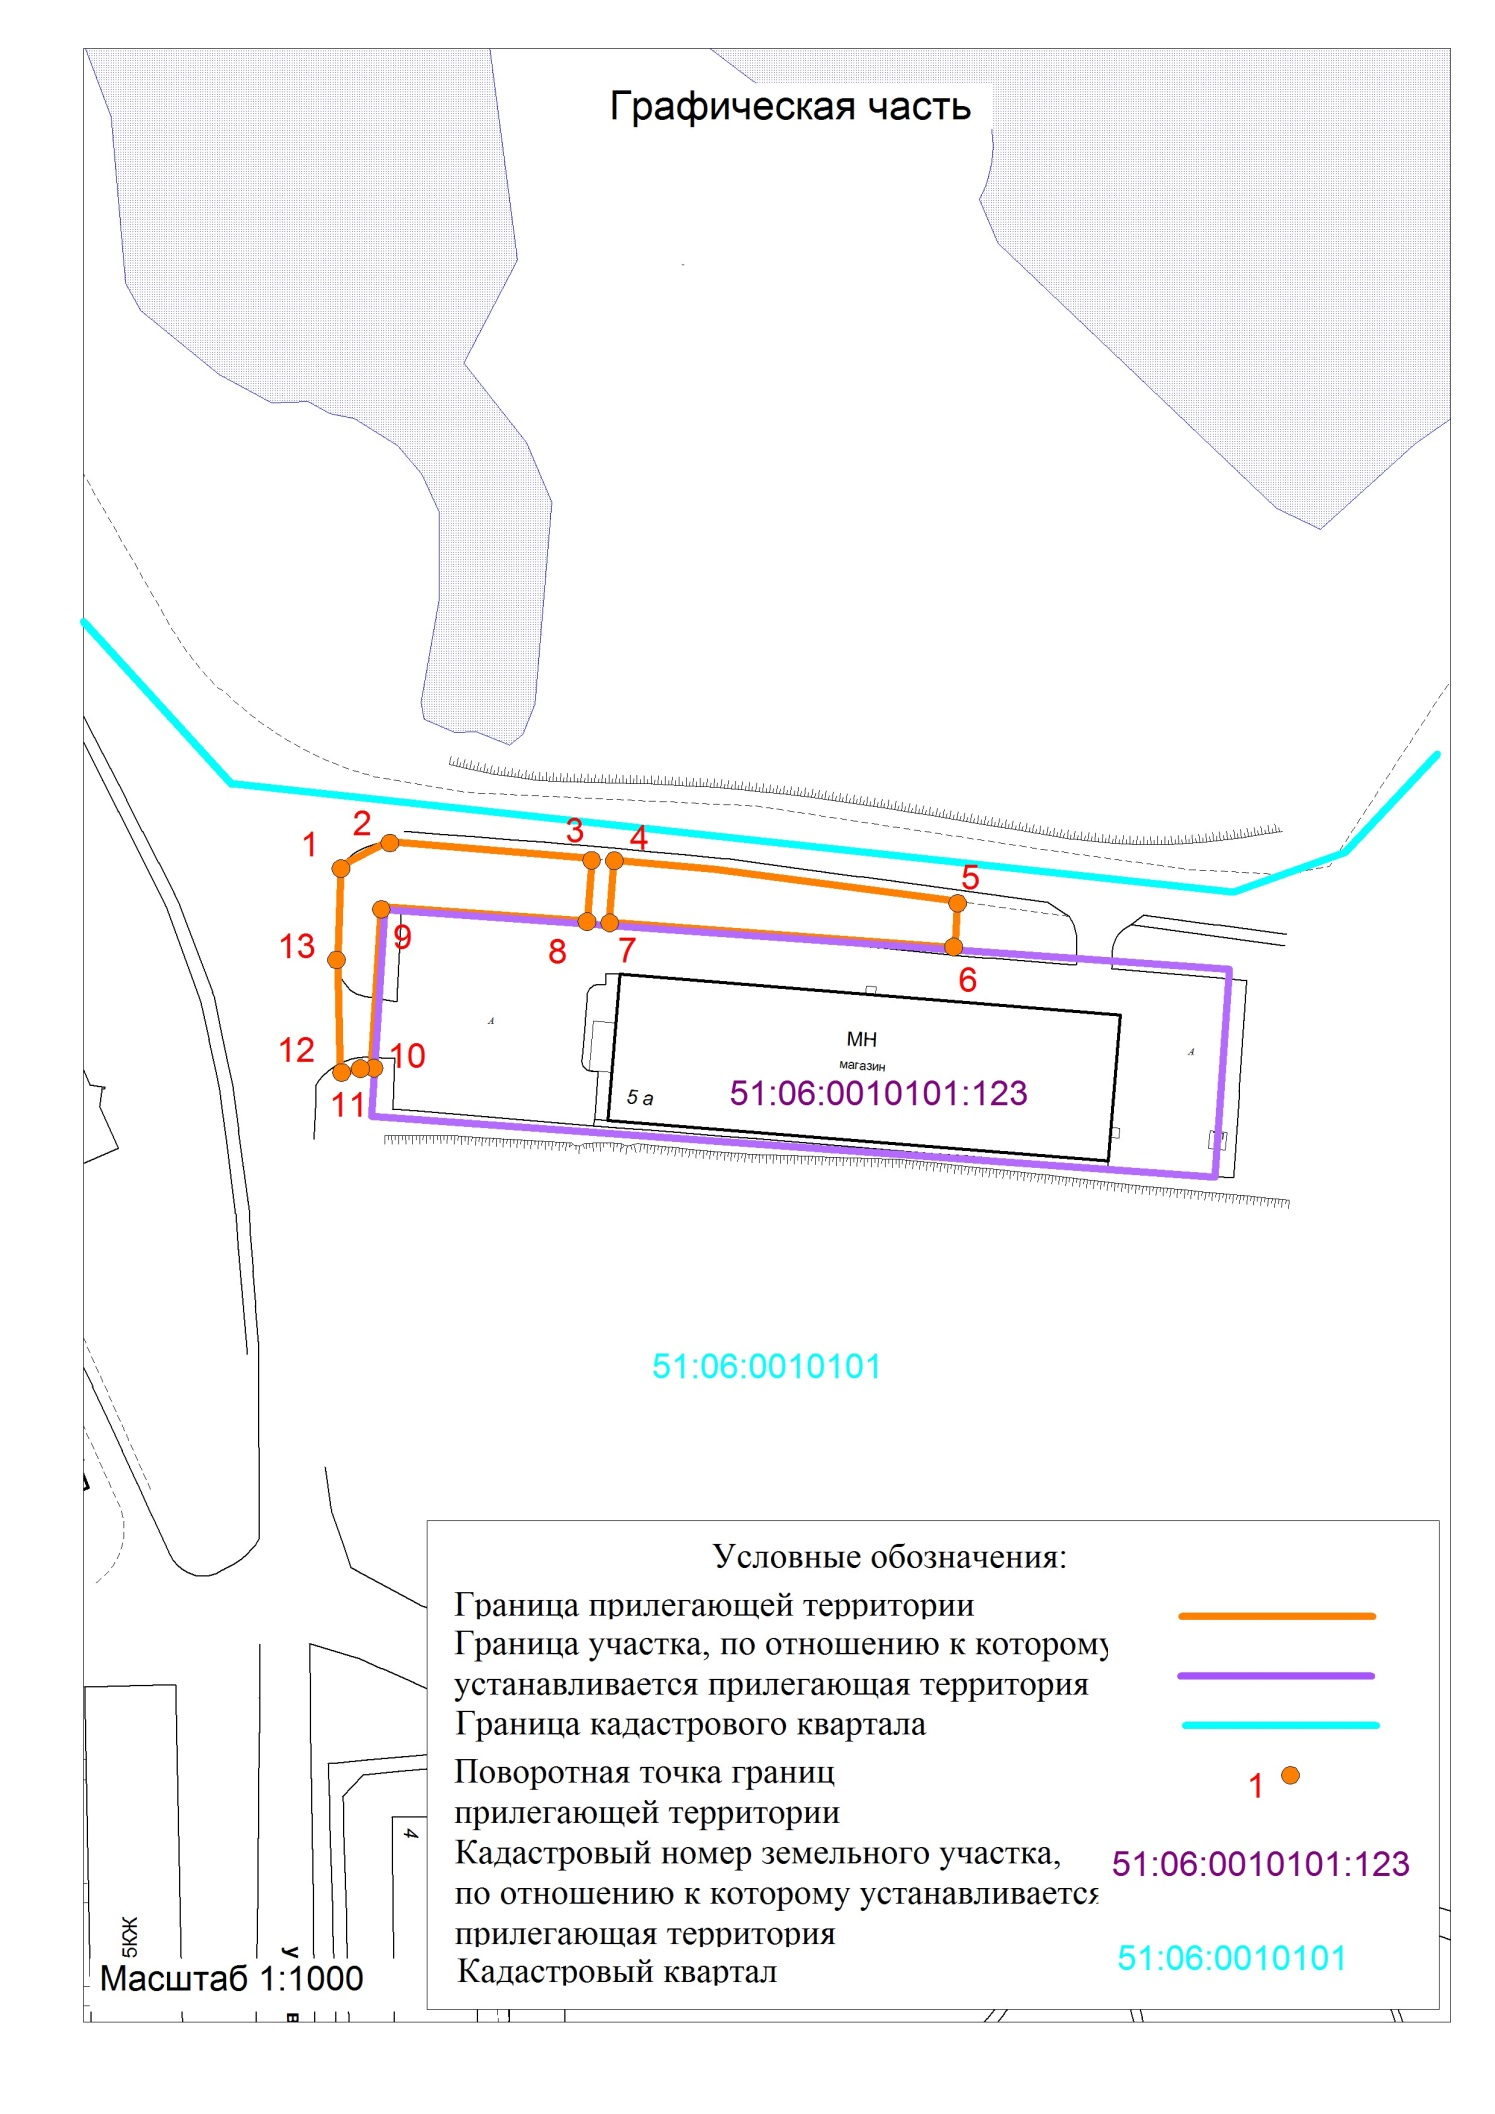 Графическая часть
1
2
3
4
5
13
9
8
7
6
12
10
11
А
МН
магазин
А
5 а
51:06:0010101:123
51:06:0010101
Условные обозначения:
Граница прилегающей территории
Граница участка, по отношению к которому
устанавливается прилегающая территория
Граница кадастрового квартала
Поворотная точка границ
прилегающей территории
1
Кадастровый номер земельного участка,
по отношению к которому устанавливается
прилегающая территория
51:06:0010101:123
Кадастровый квартал
51:06:0010101
4
5КЖ
У
в
Масштаб 1:1000